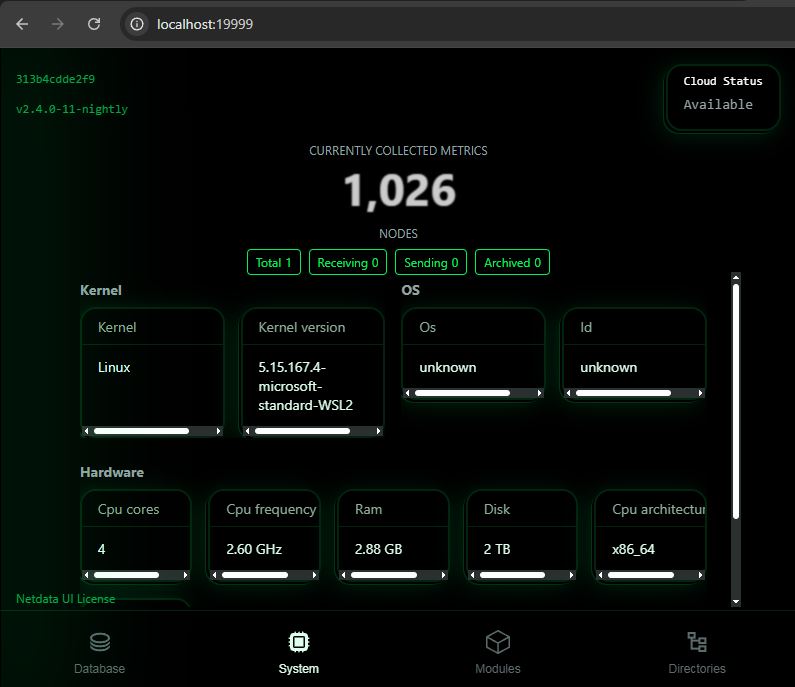 localhost:19999
313b4cdde2f9
v2.4.0-11-nightly
Cloud Status
Available
CURRENTLY COLLECTED METRICS
1,026
NODES
Total 1
Receiving 0
Sending 0
Archived 0
Kernel
OS
Kernel
Kernel version
Os
Id
Linux
5.15.167.4-
microsoft-
standard-WSL2
unknown
unknown
Hardware
Cpu cores
Cpu frequency
Ram
Disk
Cpu architectur
4
2.60 GHz
2.88 GB
2 TB
x86_64
Netdata UI License
Database
System
Modules
Directories